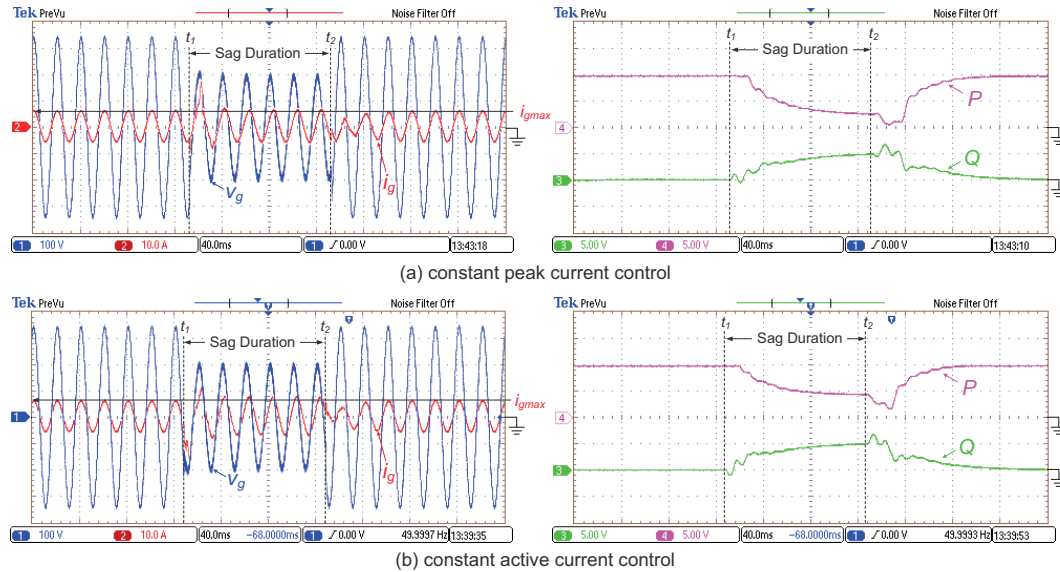 Tek PreVu Noise Filter Off
t1 t2
Sag Duration
igmax
2
vg
ig
1 100 V 2 10.0 A 40.0ms 1 0.00 V 13:43:18
Tek PreVu Noise Filter Off
t1 t2
Sag Duration
P
4
Q
3
3 5.00 V 4 5.00 V 40.0ms 1 0.00 V 13:43:10
(a) constant peak current control
Tek PreVu Noise Filter Off
t1 t2
Sag Duration
igmax
1
vg
ig
1 100 V 2 10.0 A 40.0ms -68.0000ms 1 0.00 V 49.9997 Hz 13:39:35
Tek PreVu Noise Filter Off
t1 t2
Sag Duration
P
4
Q
3
3 5.00 V 4 5.00 V 40.0ms -68.0000ms 1 0.00 V 49.9993 Hz 13:39:53
(b) constant active current control